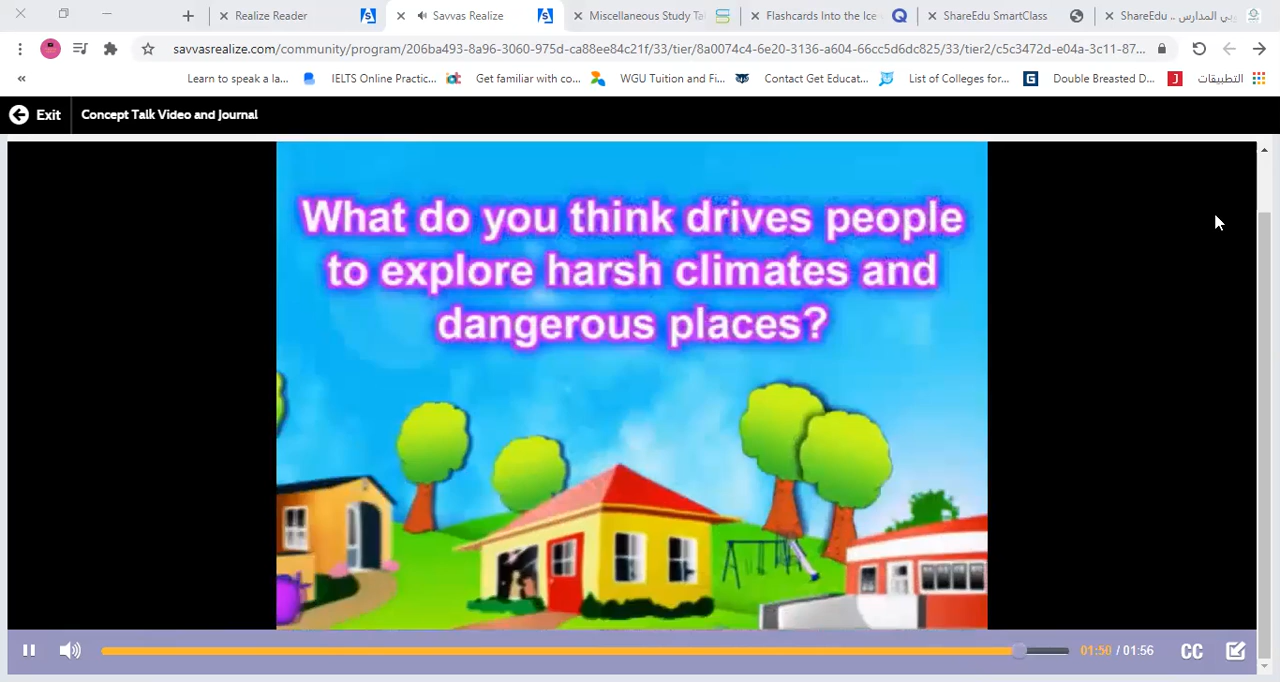 Realize Reader
Savvas Realize
Miscellaneous Study Ta
Flashcards Into the Ice
ShareEdu SmartClass
ShareEdu .. وني المدارس
savvasrealize.com/community/program/206ba493-8a96-3060-975d-ca88ee84c21f/33/tier/8a0074cd-6e20-3136-a604-66cc5d6dc825/33/tier2/c5c3472d-e04a-3c11-87...
Learn to speak a la...
IELTS Online Practic...
Get familiar with co...
WGU Tuition and Fi...
Contact Get Educat...
List of Colleges for...
Double Breasted D...
التطبيقات
Exit
Concept Talk Video and Journal
What do you think drives people
to explore harsh climates and
dangerous places?
01:50 / 01:56
CC